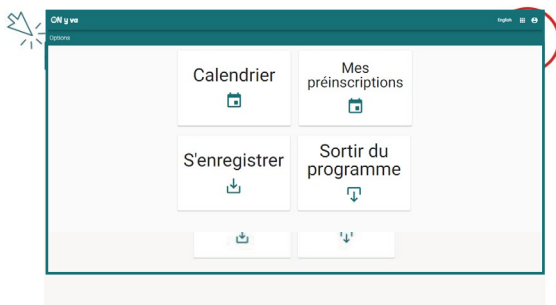 ON y va
English
Options
Calendrier
Mes
préinscriptions
S'enregistrer
Sortir du
programme